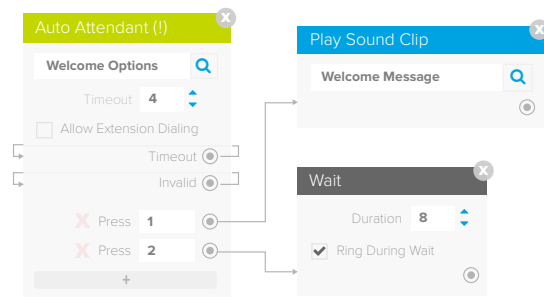 Auto Attendant (!)
X
Welcome Options
Timeout 4
Allow Extension Dialing
Timeout
Invalid
X Press 1
X Press 2
+
Play Sound Clip
X
Welcome Message
Wait
X
Duration 8
Ring During Wait